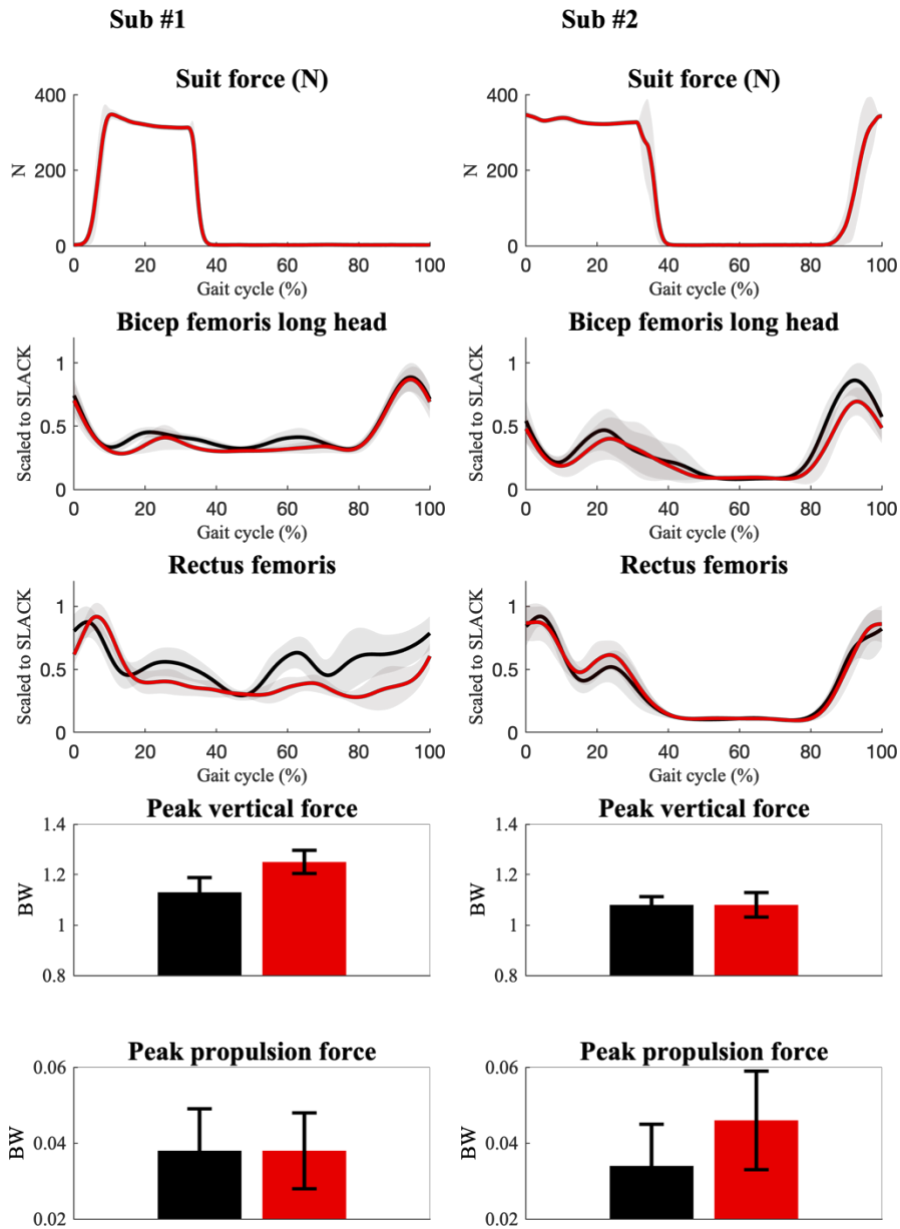 Sub #1
Sub #2
Suit force (N)
400
200
0
N
0 20 40 60 80 100
Gait cycle (%)
Suit force (N)
400
200
0
N
0 20 40 60 80 100
Gait cycle (%)
Bicep femoris long head
1
0.5
0
Scaled to SLACK
0 20 40 60 80 100
Gait cycle (%)
Bicep femoris long head
1
0.5
0
Scaled to SLACK
0 20 40 60 80 100
Gait cycle (%)
Rectus femoris
1
0.5
0
Scaled to SLACK
0 20 40 60 80 100
Gait cycle (%)
Rectus femoris
1
0.5
0
Scaled to SLACK
0 20 40 60 80 100
Gait cycle (%)
Peak vertical force
1.4
1.2
1
0.8
BW
Peak vertical force
1.4
1.2
1
0.8
BW
Peak propulsion force
0.06
0.04
0.02
BW
Peak propulsion force
0.06
0.04
0.02
BW